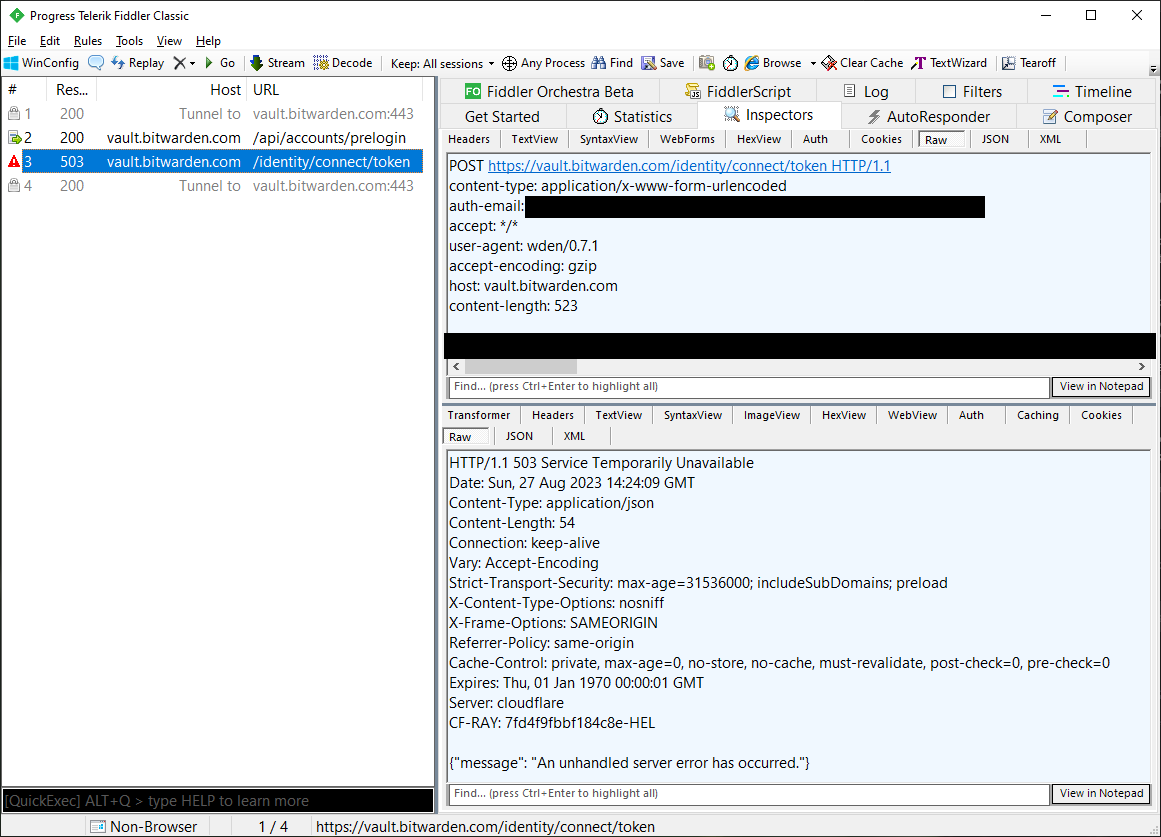 Progress Telerik Fiddler Classic
File Edit Rules Tools View Help
WinConfig Replay Go Stream Decode Keep: All sessions Any Process Find Save Browse Clear Cache TextWizard Tearoff
# Res... Host URL
1 200 Tunnel to vault.bitwarden.com:443
2 200 vault.bitwarden.com /api/accounts/prelogin
3 503 vault.bitwarden.com /identity/connect/token
4 200 Tunnel to vault.bitwarden.com:443
FO Fiddler Orchestra Beta FiddlerScript Log Filters Timeline
Get Started Statistics Inspectors AutoResponder Composer
Headers TextView SyntaxView WebForms HexView Auth Cookies Raw JSON XML
POST https://vault.bitwarden.com/identity/connect/token HTTP/1.1
content-type: application/x-www-form-urlencoded
auth-email:
accept: */*
user-agent: wden/0.7.1
accept-encoding: gzip
host: vault.bitwarden.com
content-length: 523
Find... (press Ctrl+Enter to highlight all) View in Notepad
Transformer Headers TextView SyntaxView ImageView HexView WebView Auth Caching Cookies
Raw JSON XML
HTTP/1.1 503 Service Temporarily Unavailable
Date: Sun, 27 Aug 2023 14:24:09 GMT
Content-Type: application/json
Content-Length: 54
Connection: keep-alive
Vary: Accept-Encoding
Strict-Transport-Security: max-age=31536000; includeSubDomains; preload
X-Content-Type-Options: nosniff
X-Frame-Options: SAMEORIGIN
Referrer-Policy: same-origin
Cache-Control: private, max-age=0, no-store, no-cache, must-revalidate, post-check=0, pre-check=0
Expires: Thu, 01 Jan 1970 00:00:01 GMT
Server: cloudflare
CF-RAY: 7fd4f9fbbf184c8e-HEL
{"message": "An unhandled server error has occurred."}
Find... (press Ctrl+Enter to highlight all) View in Notepad
[QuickExec] ALT+Q > type HELP to learn more
Non-Browser 1 / 4 https://vault.bitwarden.com/identity/connect/token